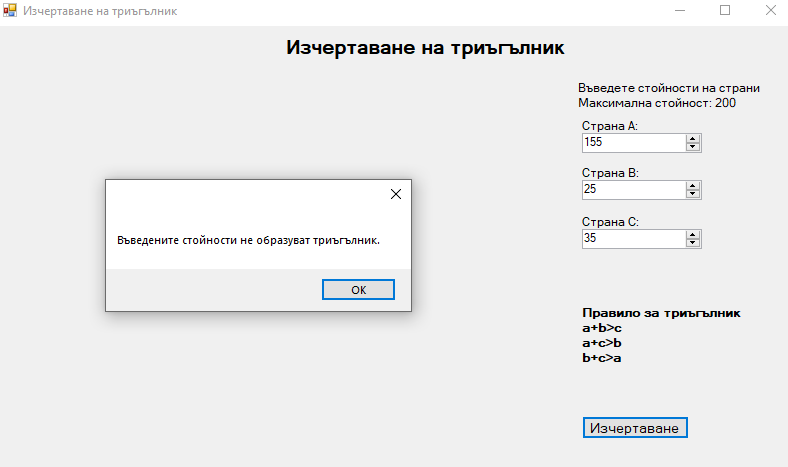 Изчертаване на триъгълник
Изчертаване на триъгълник
Въведете стойности на страни
Максимална стойност: 200
Страна A:
155
Страна B:
25
Страна C:
35
Въведените стойности не образуват триъгълник.
OK
Правило за триъгълник
a+b>c
a+c>b
b+c>a
Изчертаване